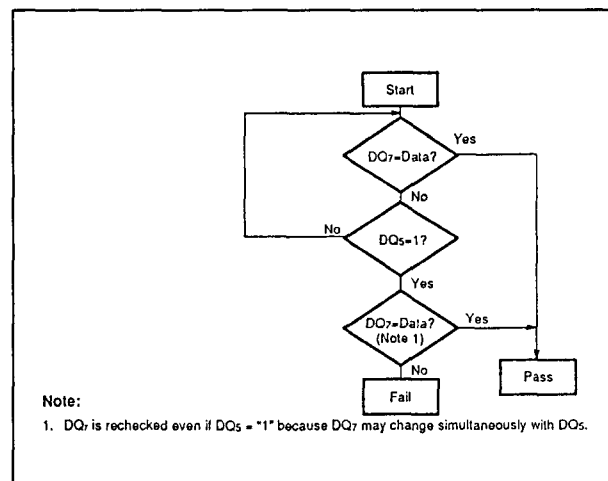 Start
DQ₇=Data?
Yes
No
DQ₅=1?
No
Yes
DQ₇=Data?
(Note 1)
Yes
No
Fail
Pass
Note:
1. DQ₇ is rechecked even if DQ₅ = "1" because DQ₇ may change simultaneously with DQ₅.